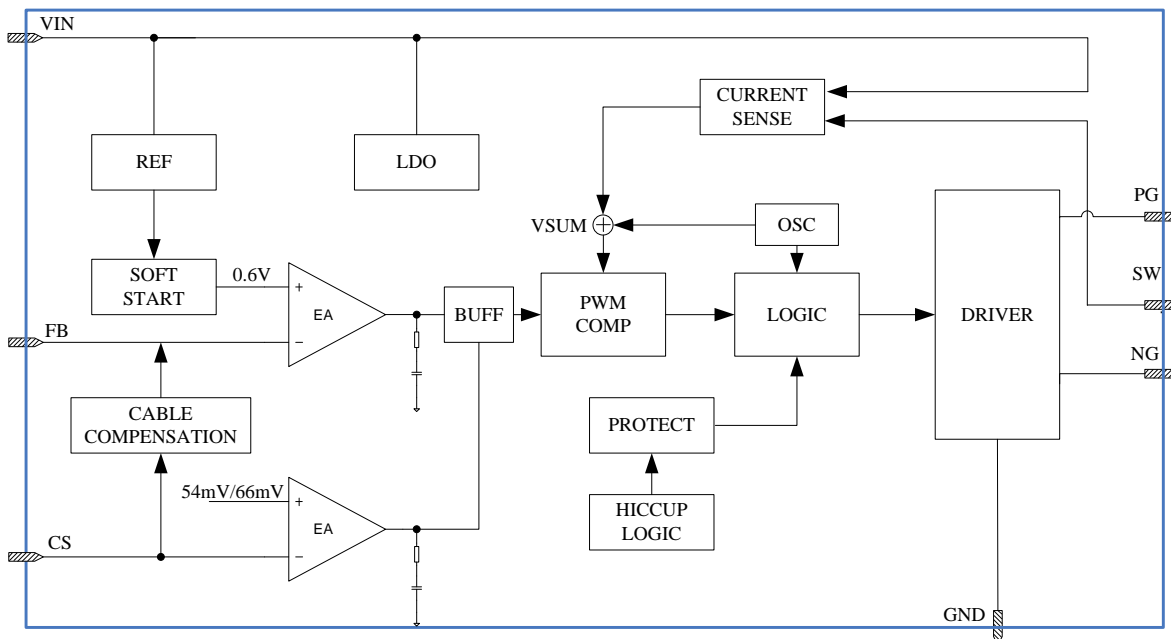 VIN
CURRENT
SENSE
REF
LDO
PG
VSUM
+
OSC
SOFT
START
0.6V
SW
+
EA
−
BUFF
PWM
COMP
LOGIC
DRIVER
FB
NG
CABLE
COMPENSATION
PROTECT
54mV/66mV
+
EA
−
HICCUP
LOGIC
CS
GND